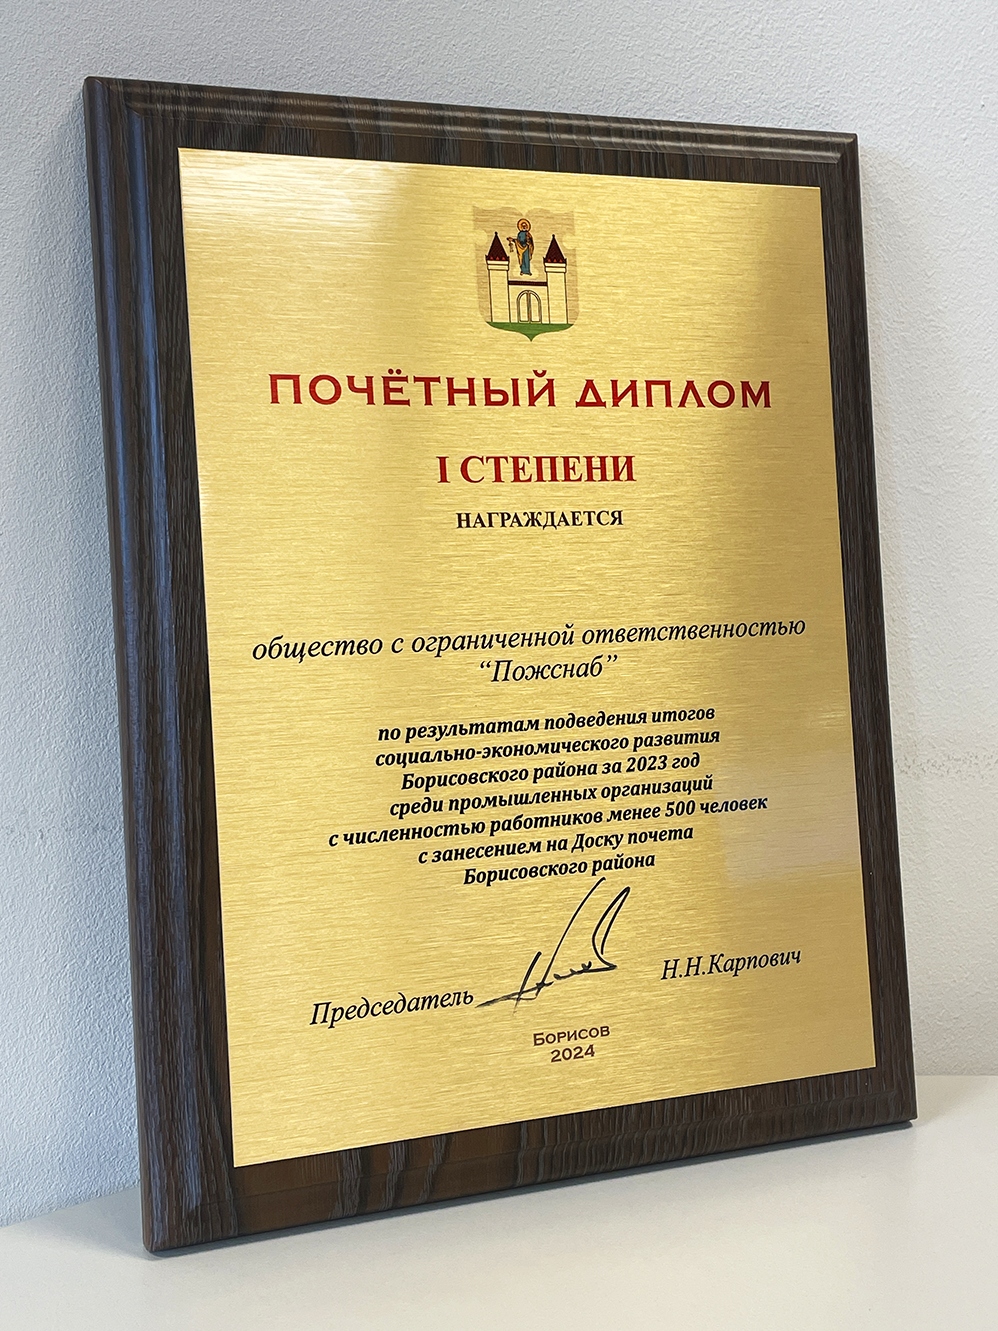 ПОЧЁТНЫЙ ДИПЛОМ
I СТЕПЕНИ
НАГРАЖДАЕТСЯ
общество с ограниченной ответственностью
“Пожснаб”
по результатам подведения итогов
социально-экономического развития
Борисовского района за 2023 год
среди промышленных организаций
с численностью работников менее 500 человек
с занесением на Доску почета
Борисовского района
Председатель Н.Н.Карпович
Борисов
2024